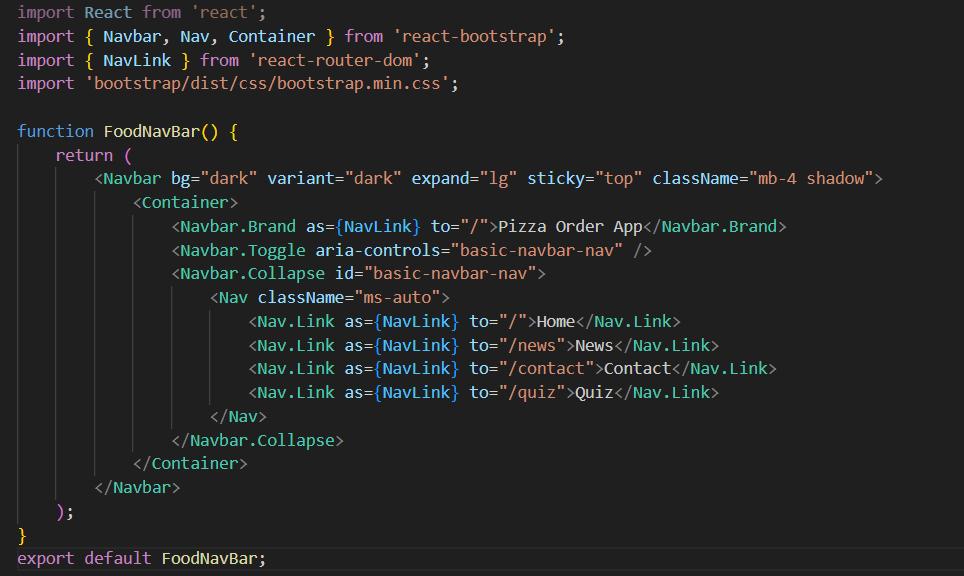 import React from 'react';
import { Navbar, Nav, Container } from 'react-bootstrap';
import { NavLink } from 'react-router-dom';
import 'bootstrap/dist/css/bootstrap.min.css';

function FoodNavBar() {
    return (
        <Navbar bg="dark" variant="dark" expand="lg" sticky="top" className="mb-4 shadow">
            <Container>
                <Navbar.Brand as={NavLink} to="/">Pizza Order App</Navbar.Brand>
                <Navbar.Toggle aria-controls="basic-navbar-nav" />
                <Navbar.Collapse id="basic-navbar-nav">
                    <Nav className="ms-auto">
                        <Nav.Link as={NavLink} to="/">Home</Nav.Link>
                        <Nav.Link as={NavLink} to="/news">News</Nav.Link>
                        <Nav.Link as={NavLink} to="/contact">Contact</Nav.Link>
                        <Nav.Link as={NavLink} to="/quiz">Quiz</Nav.Link>
                    </Nav>
                </Navbar.Collapse>
            </Container>
        </Navbar>
    );
}
export default FoodNavBar;